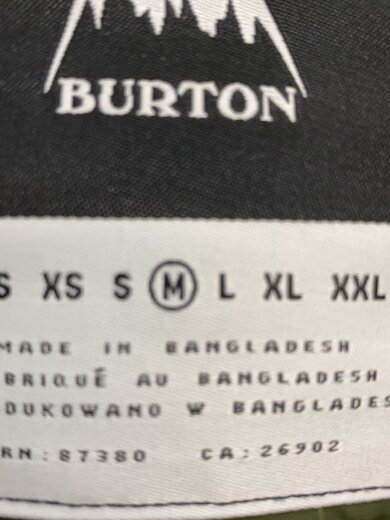 BURTON
S XS S M L XL XXL
MADE IN BANGLADESH
BRIQUÉ AU BANGLADESH
DUKOWANO W BANGLADES
RN: 87380 CA: 26902